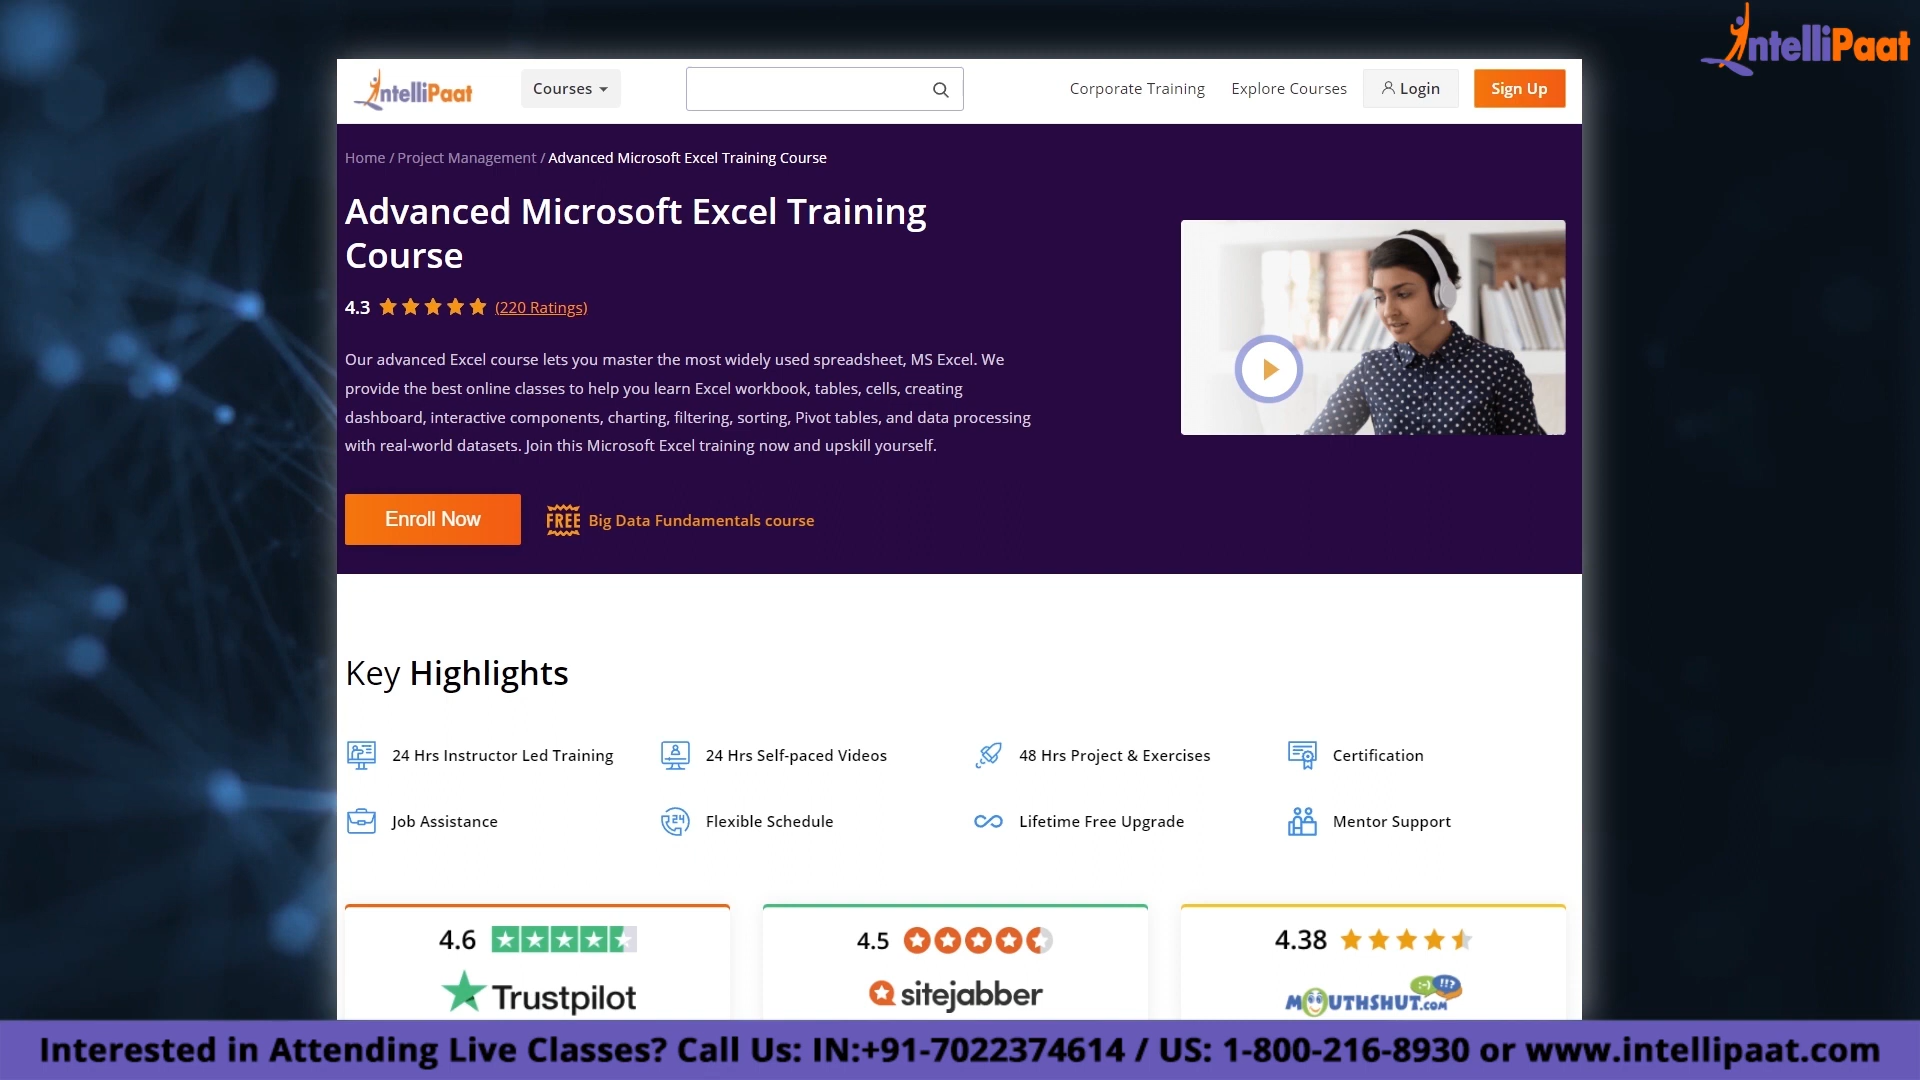 IntelliPaat
IntelliPaat
Courses
Corporate Training
Explore Courses
Login
Sign Up
Home / Project Management / Advanced Microsoft Excel Training Course
Advanced Microsoft Excel Training
Course
4.3
(220 Ratings)
Our advanced Excel course lets you master the most widely used spreadsheet, MS Excel. We
provide the best online classes to help you learn Excel workbook, tables, cells, creating
dashboard, interactive components, charting, filtering, sorting, Pivot tables, and data processing
with real-world datasets. Join this Microsoft Excel training now and upskill yourself.
Enroll Now
FREE Big Data Fundamentals course
Key Highlights
24 Hrs Instructor Led Training
24 Hrs Self-paced Videos
48 Hrs Project & Exercises
Certification
Job Assistance
24
Flexible Schedule
Lifetime Free Upgrade
Mentor Support
4.6
Trustpilot
4.5
sitejabber
4.38
:-) !!?
MOUTHSHUT.COM
Interested in Attending Live Classes? Call Us: IN:+91-7022374614 / US: 1-800-216-8930 or www.intellipaat.com